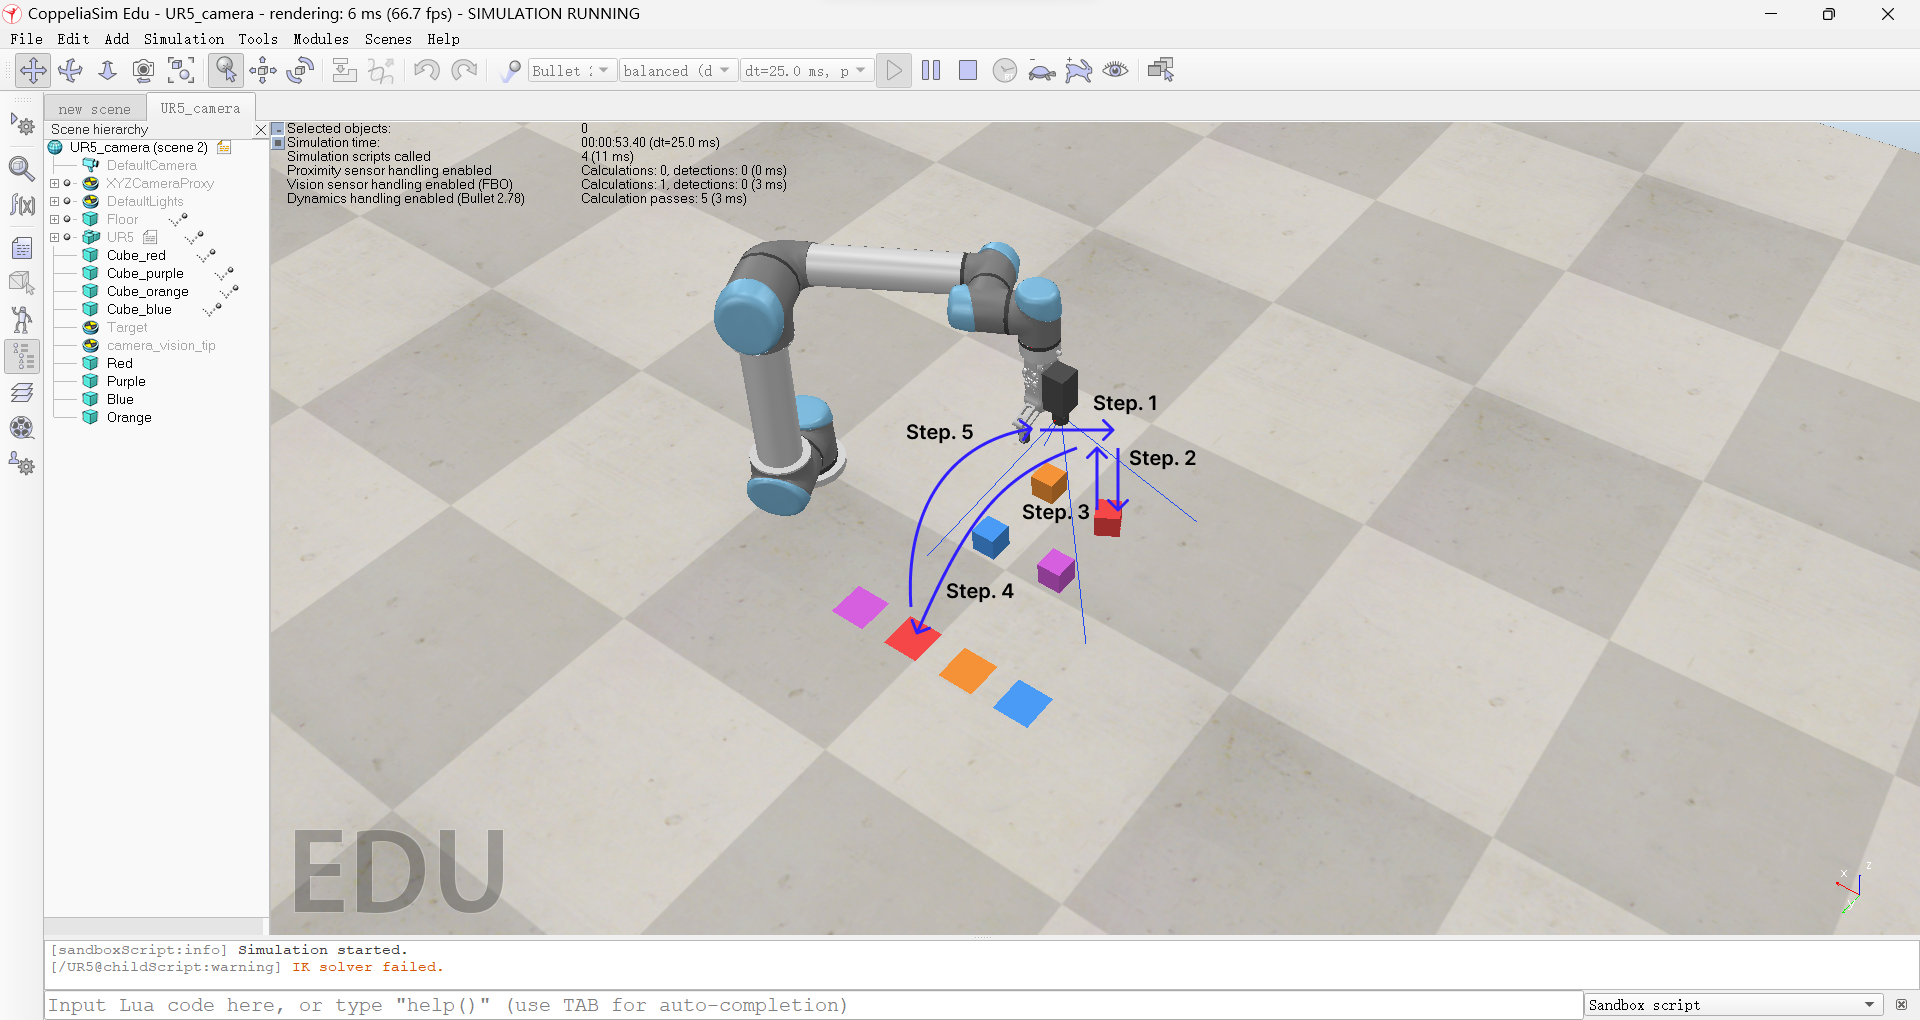 CoppeliaSim Edu - UR5_camera - rendering: 6 ms (66.7 fps) - SIMULATION RUNNING
File Edit Add Simulation Tools Modules Scenes Help
Bullet balanced (d dt=25.0 ms, p
new scene UR5_camera
Scene hierarchy
UR5_camera (scene 2)
DefaultCamera
XYZCameraProxy
DefaultLights
Floor
UR5
Cube_red
Cube_purple
Cube_orange
Cube_blue
Target
camera_vision_tip
Red
Purple
Blue
Orange
Selected objects: 0
Simulation time: 00:00:53.40 (dt=25.0 ms)
Simulation scripts called 4 (11 ms)
Proximity sensor handling enabled Calculations: 0, detections: 0 (0 ms)
Vision sensor handling enabled (FBO) Calculations: 1, detections: 0 (3 ms)
Dynamics handling enabled (Bullet 2.78) Calculation passes: 5 (3 ms)
Step. 1
Step. 5
Step. 2
Step. 3
Step. 4
EDU
x
z
[sandboxScript:info] Simulation started.
[/UR5@childScript:warning] IK solver failed.
Input Lua code here, or type "help()" (use TAB for auto-completion)
Sandbox script